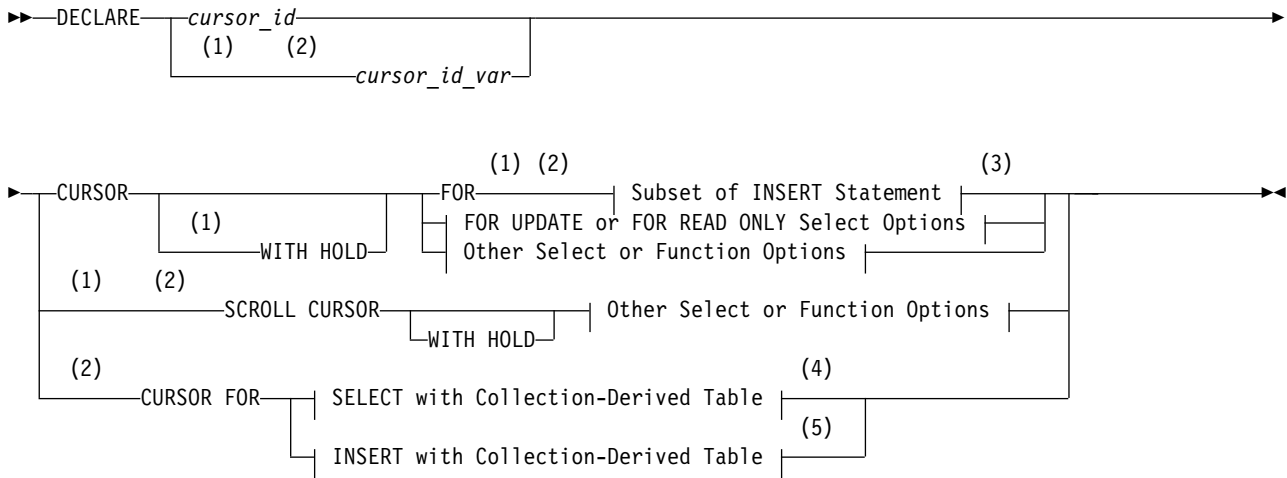 DECLARE cursor_id
(1) (2)
cursor_id_var
(1) (2) (3)
CURSOR FOR Subset of INSERT Statement
(1) FOR UPDATE or FOR READ ONLY Select Options
WITH HOLD Other Select or Function Options
(1) (2)
SCROLL CURSOR Other Select or Function Options
WITH HOLD
(2) (4)
CURSOR FOR SELECT with Collection-Derived Table
(5)
INSERT with Collection-Derived Table